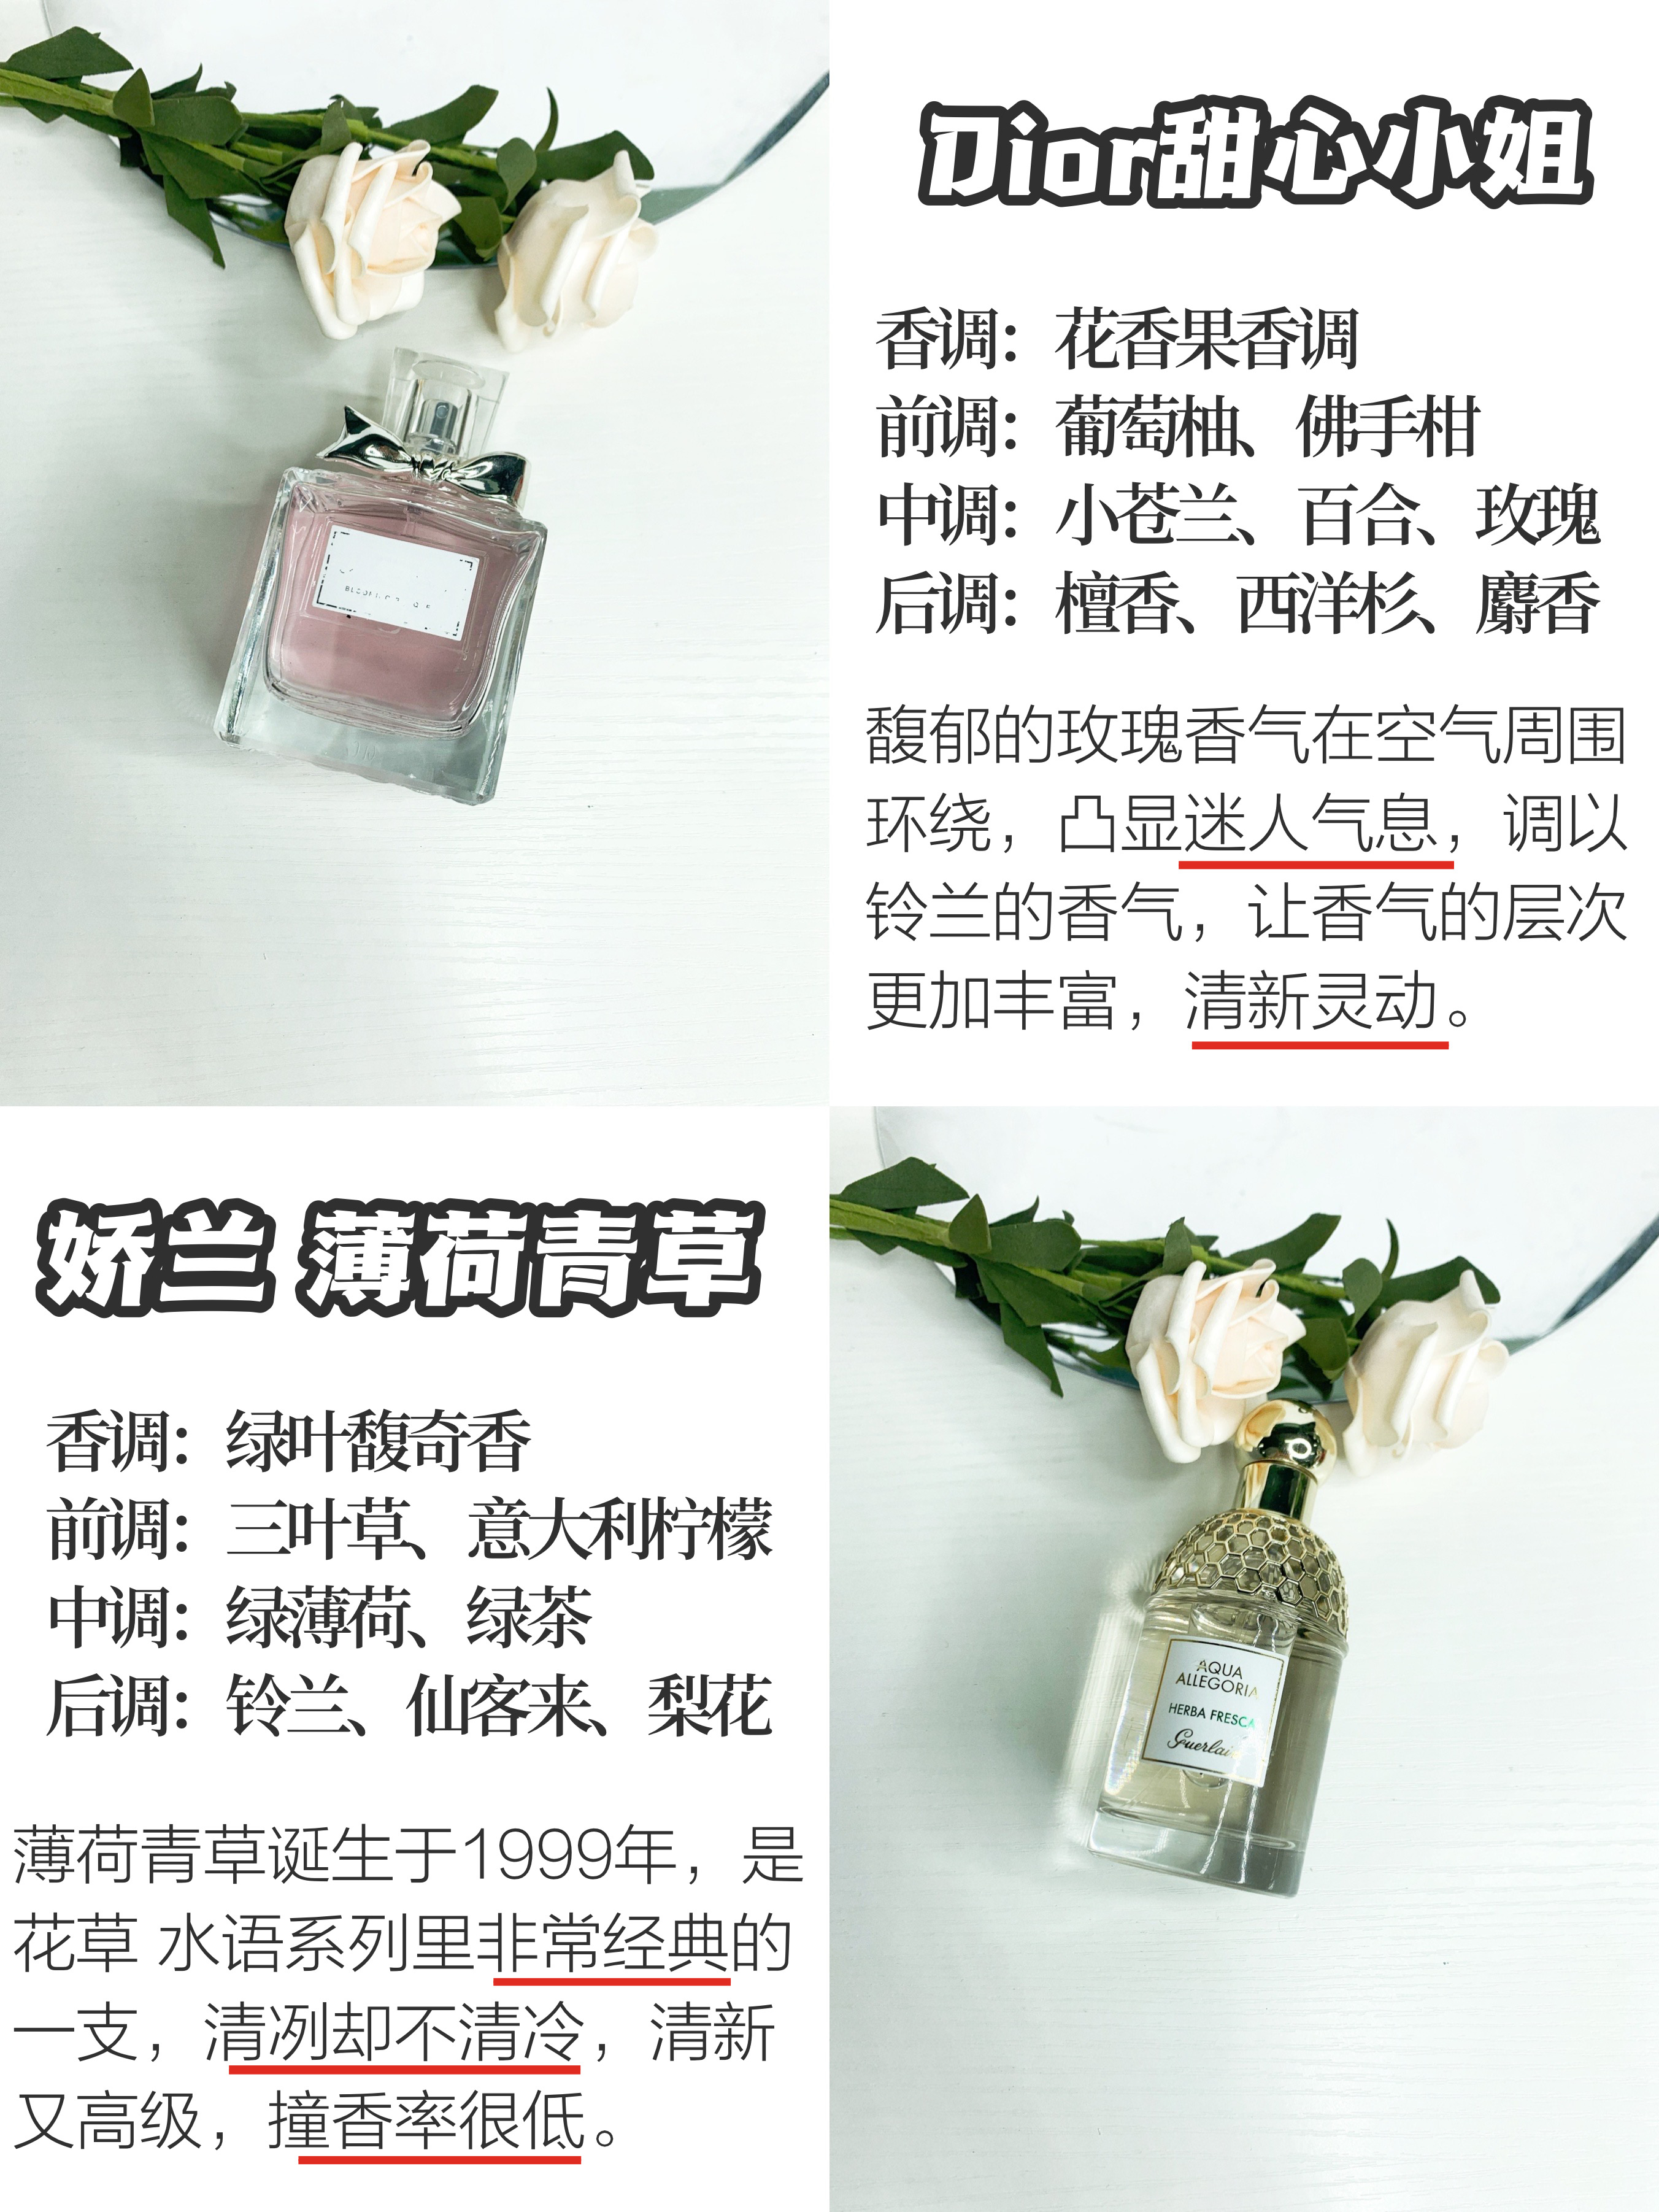 Dior甜心小姐
香调：花香果香调
前调：葡萄柚、佛手柑
中调：小苍兰、百合、玫瑰
后调：檀香、西洋杉、麝香
馥郁的玫瑰香气在空气周围
环绕，凸显迷人气息，调以
铃兰的香气，让香气的层次
更加丰富，清新灵动。
娇兰 薄荷青草
香调：绿叶馥奇香
前调：三叶草、意大利柠檬
中调：绿薄荷、绿茶
后调：铃兰、仙客来、梨花
薄荷青草诞生于1999年，是
花草 水语系列里非常经典的
一支，清冽却不清冷，清新
又高级，撞香率很低。
AQUA
ALLEGORIA
HERBA FRESCA
Guerlain